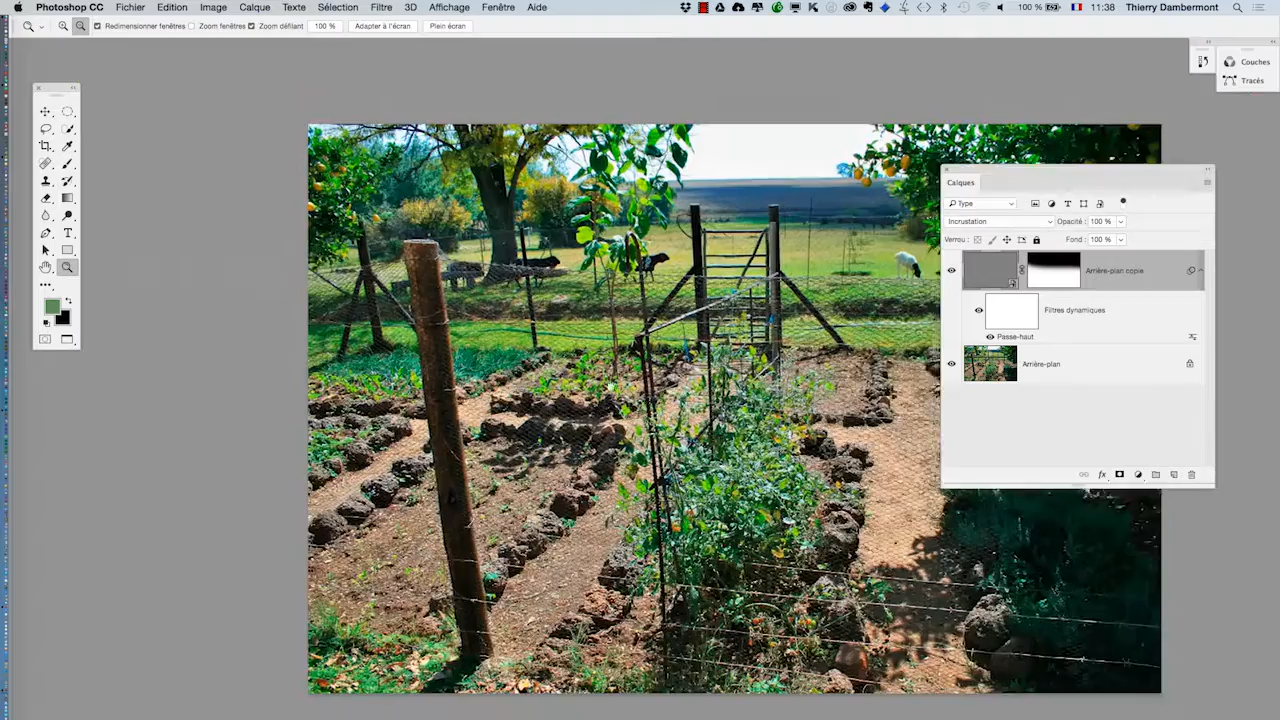 Photoshop CC Fichier Edition Image Calque Texte Sélection Filtre 3D Affichage Fenêtre Aide 100 % 11:38 Thierry Dambermont
Redimensionner fenêtres Zoom fenêtres Zoom défilant 100 % Adapter à l'écran Plein écran
Couches
Tracés
Calques
Type
Incrustation Opacité : 100 %
Verrou : Fond : 100 %
Arrière-plan copie
Filtres dynamiques
Passe-haut
Arrière-plan
fx